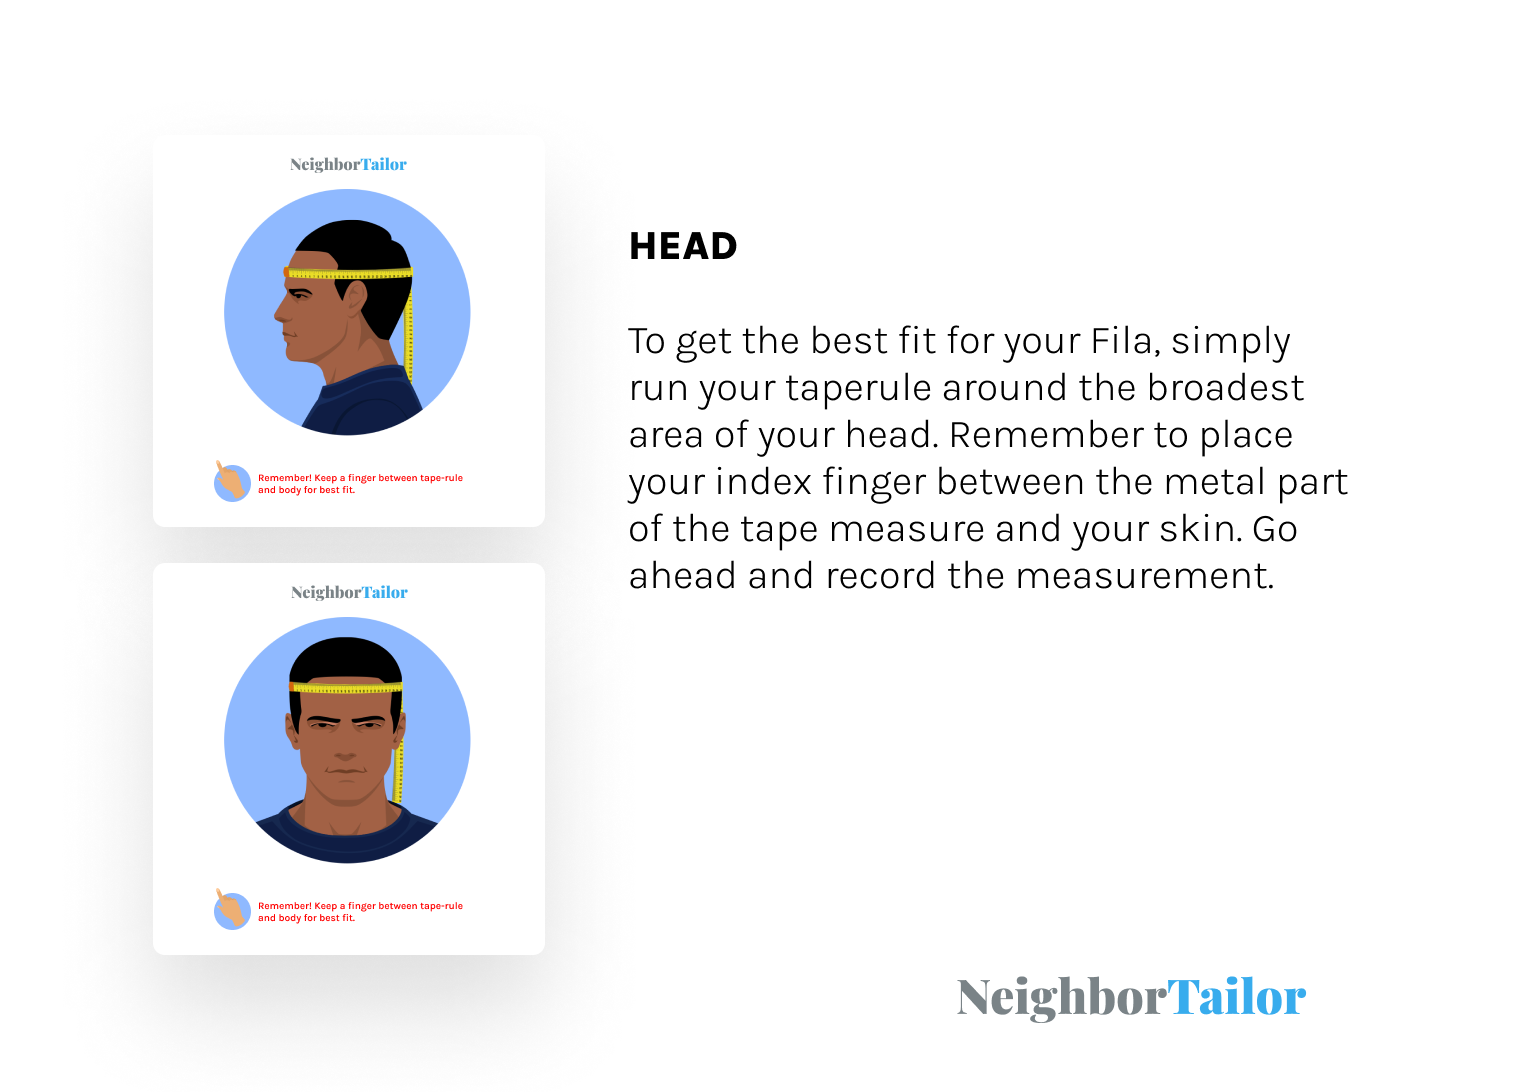 NeighborTailor
Remember! Keep a finger between tape-rule
and body for best fit.
NeighborTailor
Remember! Keep a finger between tape-rule
and body for best fit.
HEAD
To get the best fit for your Fila, simply
run your taperule around the broadest
area of your head. Remember to place
your index finger between the metal part
of the tape measure and your skin. Go
ahead and record the measurement.
NeighborTailor